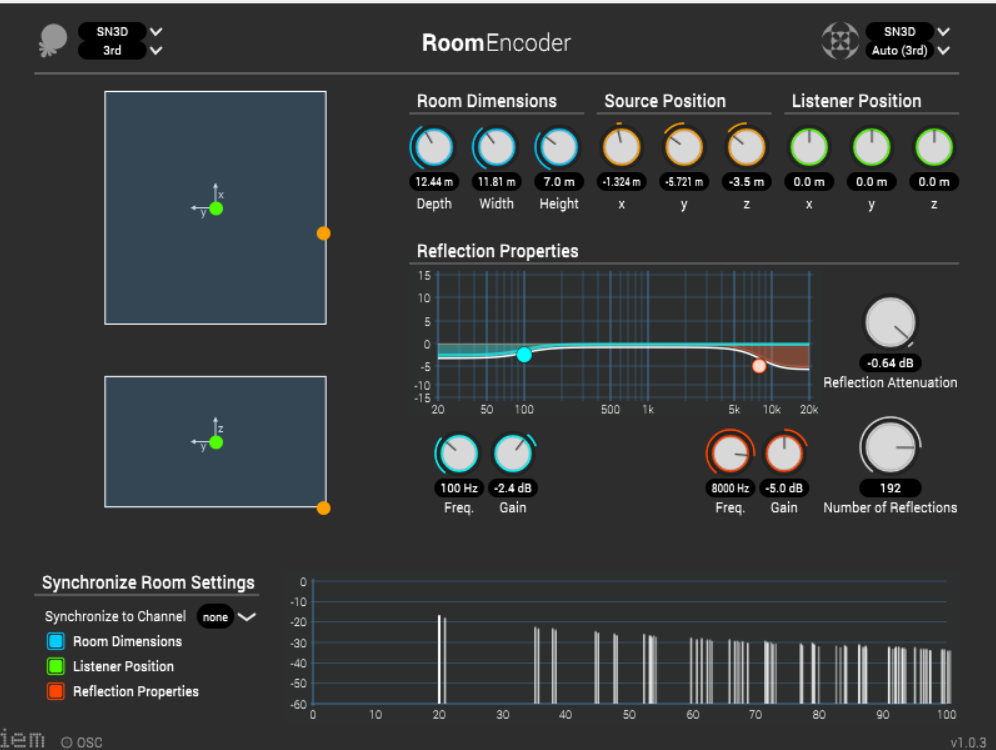 SN3D
3rd
RoomEncoder
SN3D
Auto (3rd)
Room Dimensions
Source Position
Listener Position
12.44 m
11.81 m
7.0 m
-1.324 m
-5.721 m
-3.5 m
0.0 m
0.0 m
0.0 m
Depth
Width
Height
x
y
z
x
y
z
x
y
Reflection Properties
15
10
5
0
-5
-10
-15
20
50
100
500
1k
5k
10k
20k
-0.64 dB
Reflection Attenuation
z
y
100 Hz
-2.4 dB
8000 Hz
-5.0 dB
192
Freq.
Gain
Freq.
Gain
Number of Reflections
Synchronize Room Settings
Synchronize to Channel
none
Room Dimensions
Listener Position
Reflection Properties
0
-10
-20
-30
-40
-50
-60
0
10
20
30
40
50
60
70
80
90
100
iem
OSC
v1.0.3